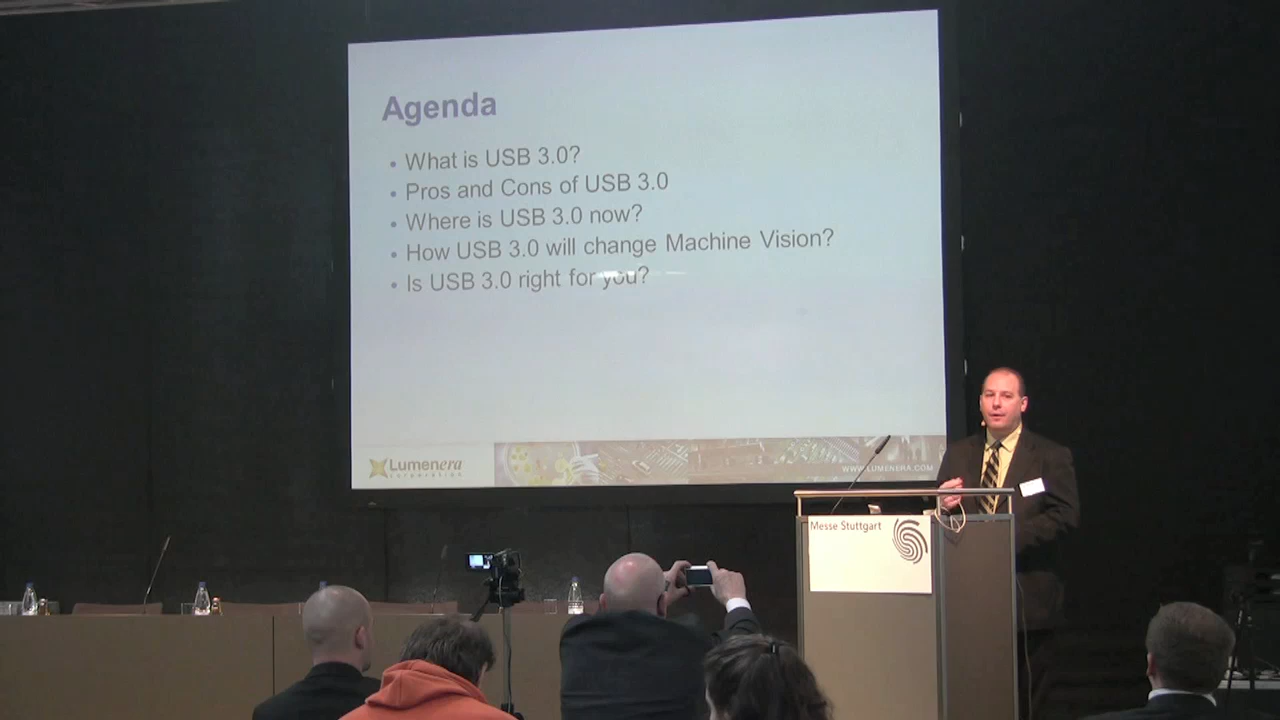 Agenda
• What is USB 3.0?
• Pros and Cons of USB 3.0
• Where is USB 3.0 now?
• How USB 3.0 will change Machine Vision?
• Is USB 3.0 right for you?
Lumenera
corporation
WWW.LUMENERA.COM
Messe Stuttgart